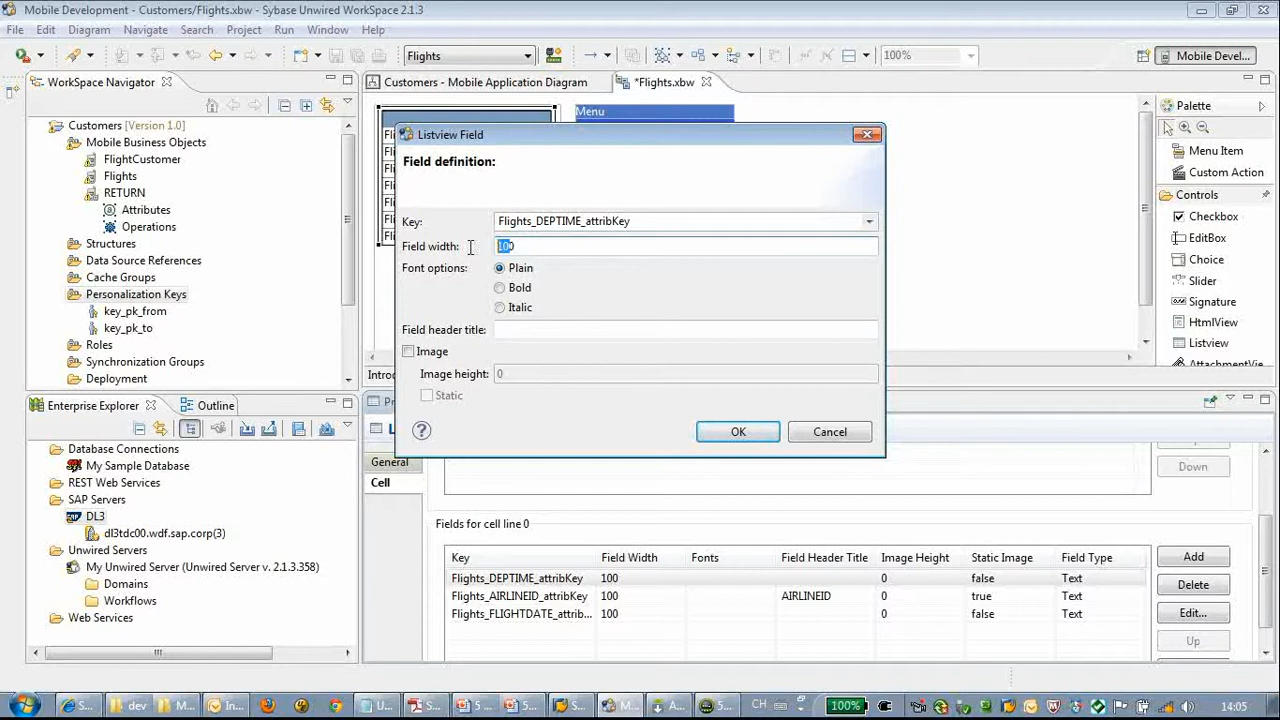 Mobile Development - Customers/Flights.xbw - Sybase Unwired WorkSpace 2.1.3
File Edit Diagram Navigate Search Project Run Window Help
Flights 100% Mobile Devel...
WorkSpace Navigator
Customers - Mobile Application Diagram *Flights.xbw
Customers [Version 1.0]
Mobile Business Objects
FlightCustomer
Flights
RETURN
Attributes
Operations
Structures
Data Source References
Cache Groups
Personalization Keys
key_pk_from
key_pk_to
Roles
Synchronization Groups
Deployment
Menu
Listview Field
Field definition:
Key: Flights_DEPTIME_attribKey
Field width: 100
Font options: Plain
Bold
Italic
Field header title:
Image
Image height: 0
Static
OK Cancel
Palette
Menu Item
Custom Action
Controls
Checkbox
EditBox
Choice
Slider
Signature
HtmlView
Listview
AttachmentVie
Enterprise Explorer Outline
Database Connections
My Sample Database
REST Web Services
SAP Servers
DL3
dl3tdc00.wdf.sap.corp(3)
Unwired Servers
My Unwired Server (Unwired Server v. 2.1.3.358)
Domains
Workflows
Web Services
General
Cell
Down
Fields for cell line 0
Key Field Width Fonts Field Header Title Image Height Static Image Field Type
Flights_DEPTIME_attribKey 100 0 false Text
Flights_AIRLINEID_attribKey 100 AIRLINEID 0 true Text
Flights_FLIGHTDATE_attrib... 100 0 false Text
Add
Delete
Edit...
Up
S... dev In... U... S... 5 ... 5 ... S... M... A... 5... CH 100% 14:05